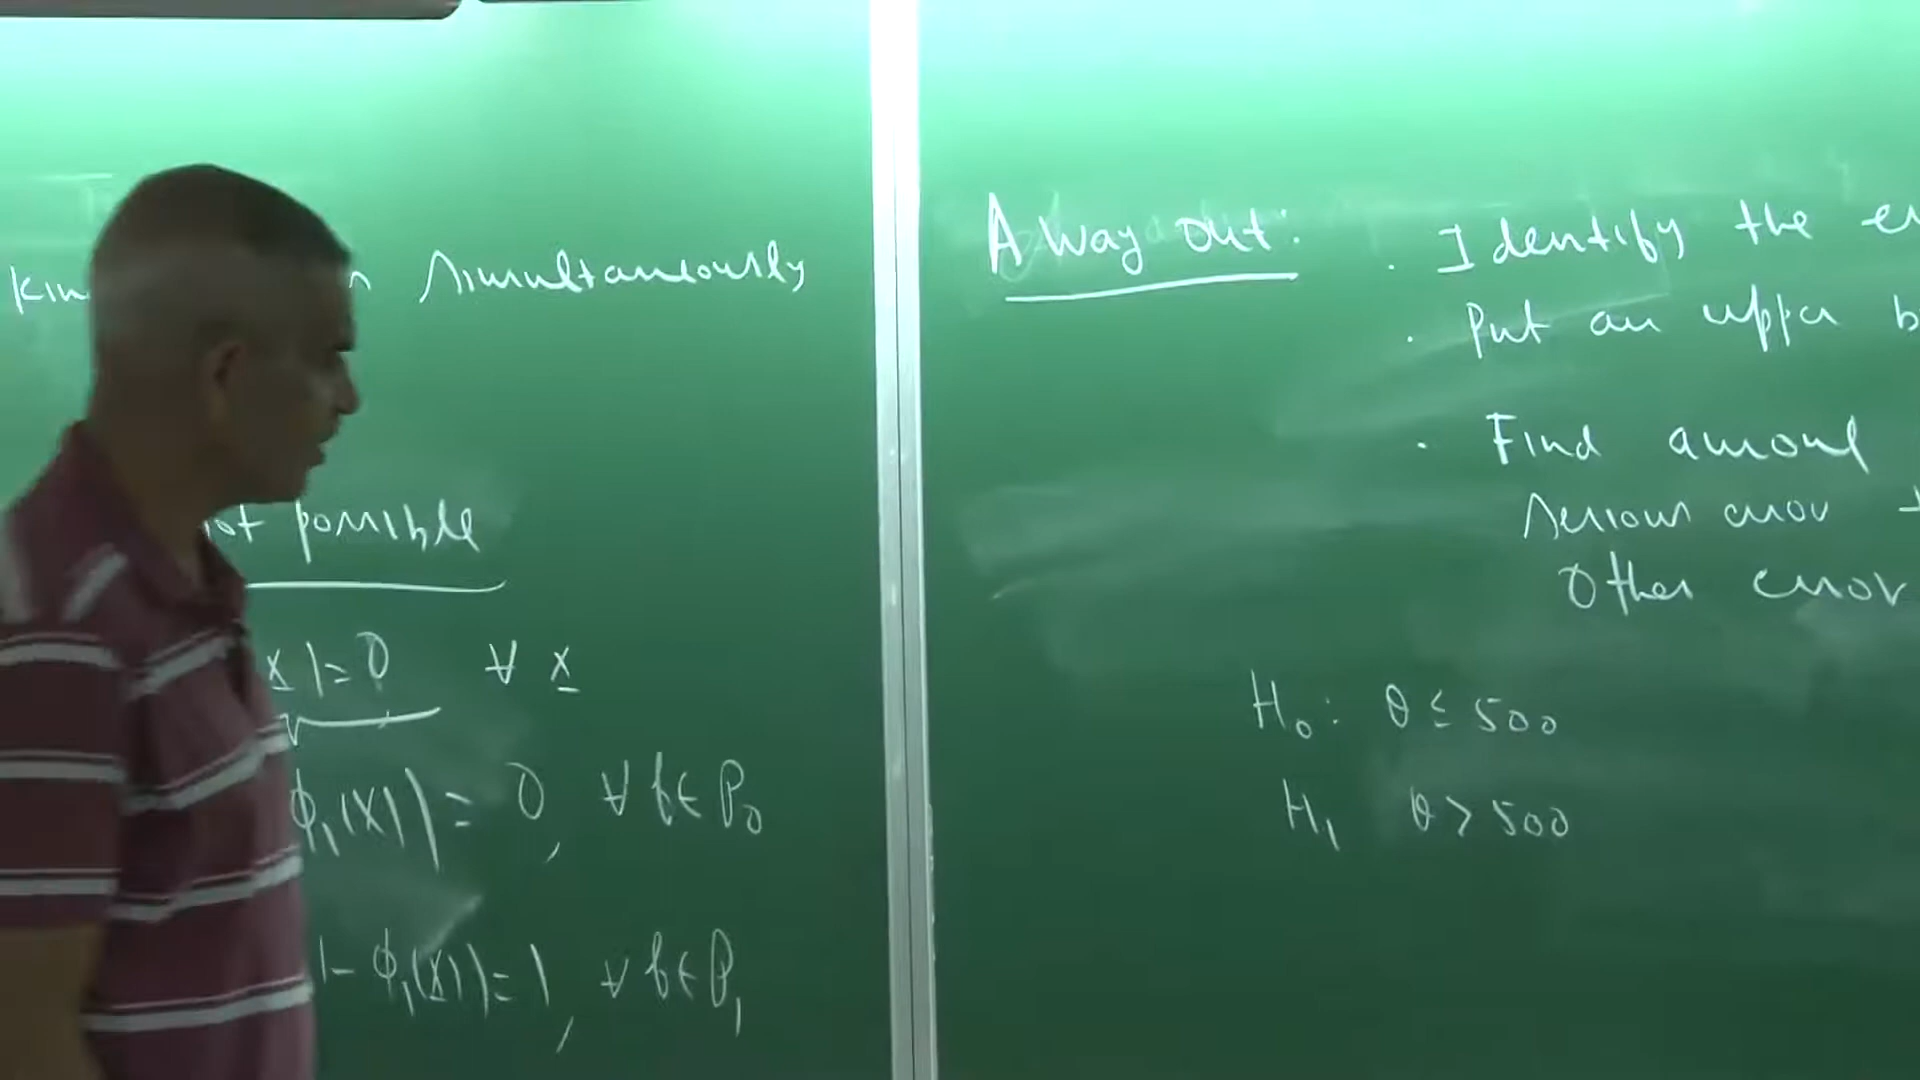 simultaneously
not possible
x)=0 ∀ x
ϕ₁(X))= 0, ∀ f∈ P₀
1- ϕ₁(X))=1, ∀ f∈ P₁
A way out:
. Identify the
. Put an upper
. Find among
serious error
other error
H₀: θ ≤ 500
H₁ θ > 500